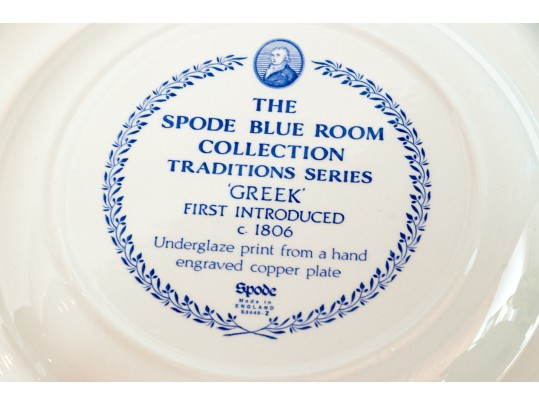 THE
SPODE BLUE ROOM
COLLECTION
TRADITIONS SERIES
'GREEK'
FIRST INTRODUCED
c. 1806
Underglaze print from a hand
engraved copper plate
Spode
Made in
ENGLAND